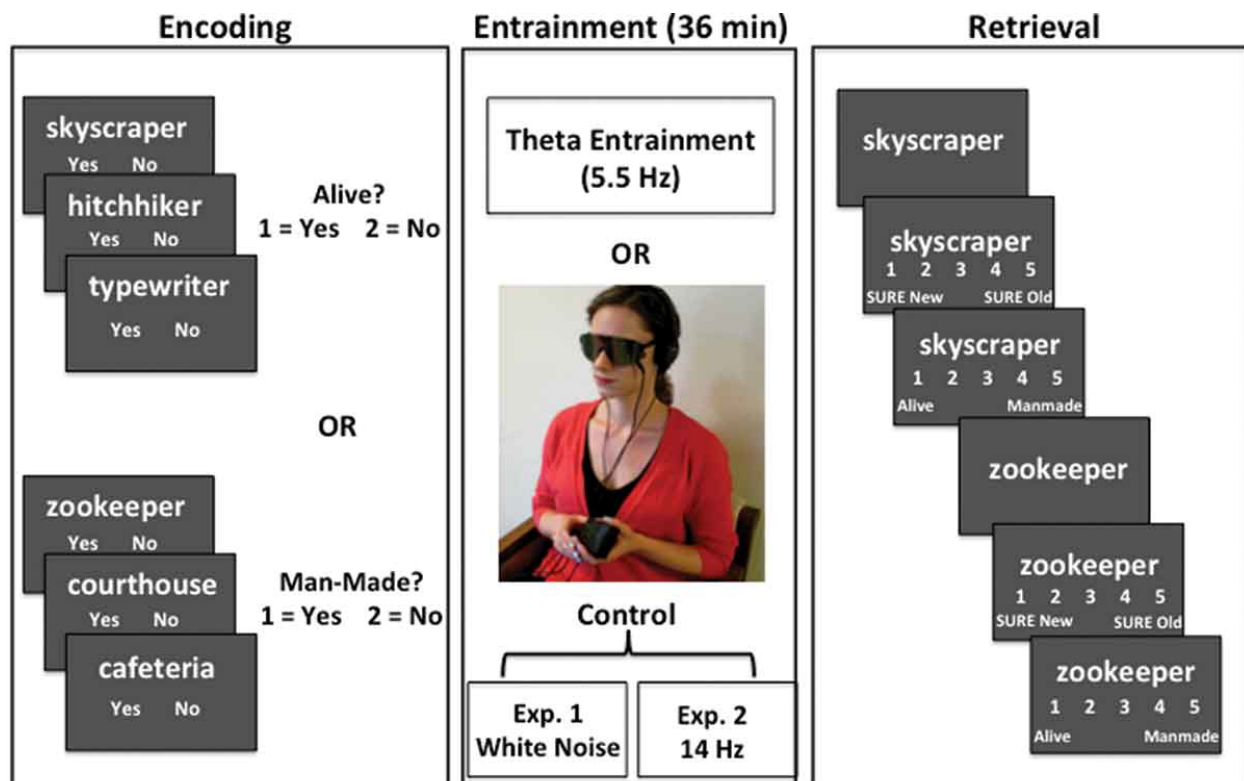 Encoding
skyscraper
Yes No
hitchhiker
Yes No
typewriter
Yes No
Alive?
1 = Yes 2 = No
OR
zookeeper
Yes No
courthouse
Yes No
cafeteria
Yes No
Man-Made?
1 = Yes 2 = No
Entrainment (36 min)
Theta Entrainment
(5.5 Hz)
OR
Control
Exp. 1
White Noise
Exp. 2
14 Hz
Retrieval
skyscraper
skyscraper
1 2 3 4 5
SURE New SURE Old
skyscraper
1 2 3 4 5
Alive Manmade
zookeeper
zookeeper
1 2 3 4 5
SURE New SURE Old
zookeeper
1 2 3 4 5
Alive Manmade